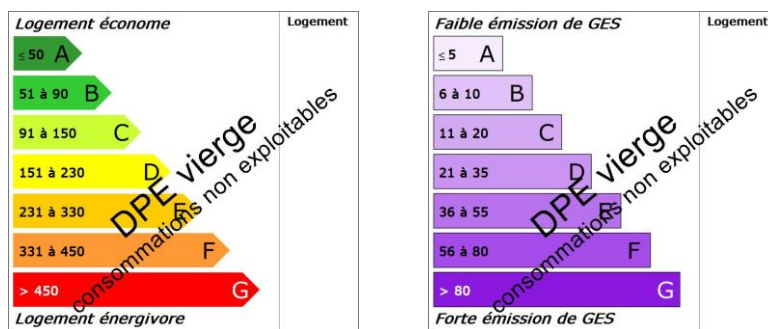 Logement économe
Logement
≤ 50 A
51 à 90 B
91 à 150 C
151 à 230 D
231 à 330 E
331 à 450 F
> 450 G
Logement énergivore
DPE vierge
consommations non exploitables
Faible émission de GES
Logement
≤ 5 A
6 à 10 B
11 à 20 C
21 à 35 D
36 à 55 E
56 à 80 F
> 80 G
Forte émission de GES
DPE vierge
consommations non exploitables